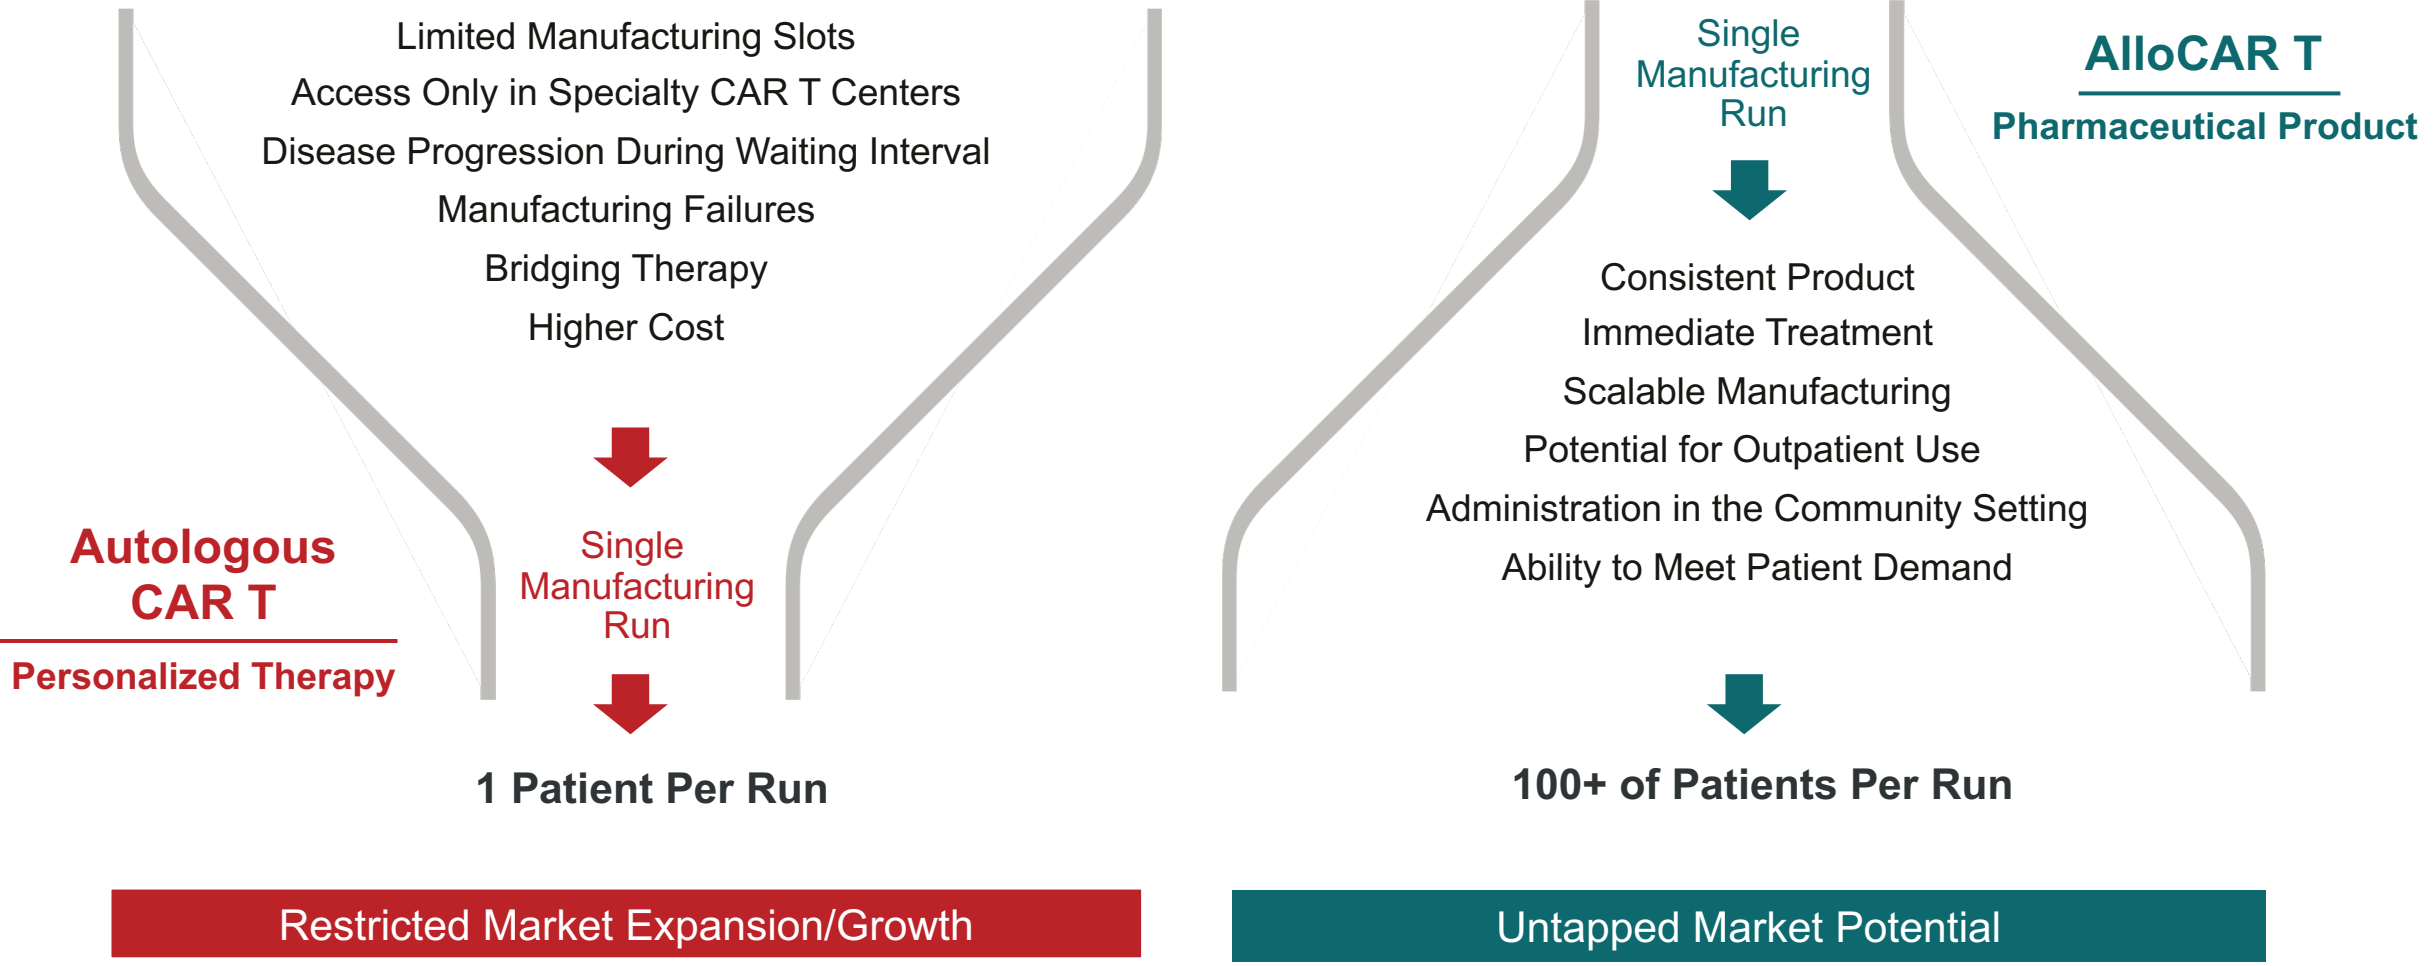 Limited Manufacturing Slots
Access Only in Specialty CAR T Centers
Disease Progression During Waiting Interval
Manufacturing Failures
Bridging Therapy
Higher Cost
Autologous
CAR T
Personalized Therapy
Single
Manufacturing
Run
1 Patient Per Run
Restricted Market Expansion/Growth
Single
Manufacturing
Run
AlloCAR T
Pharmaceutical Product
Consistent Product
Immediate Treatment
Scalable Manufacturing
Potential for Outpatient Use
Administration in the Community Setting
Ability to Meet Patient Demand
100+ of Patients Per Run
Untapped Market Potential